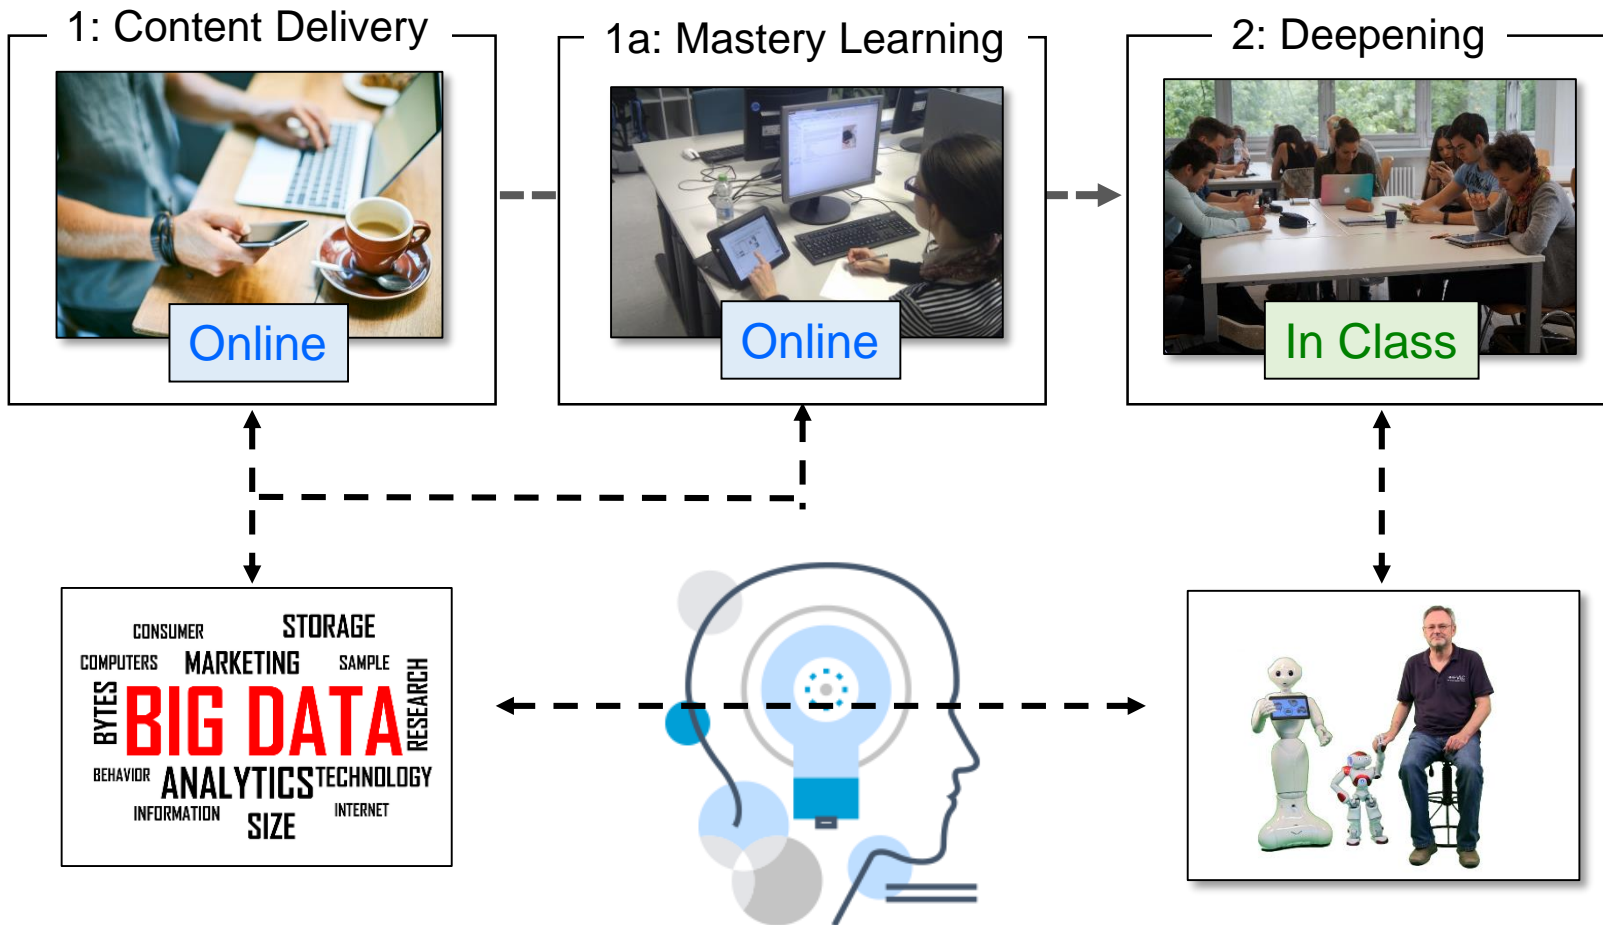 1: Content Delivery
1a: Mastery Learning
2: Deepening
Online
Online
In Class
CONSUMER
STORAGE
COMPUTERS
MARKETING
SAMPLE
BYTES
BIG DATA
RESEARCH
BEHAVIOR
ANALYTICS
TECHNOLOGY
INFORMATION
INTERNET
SIZE